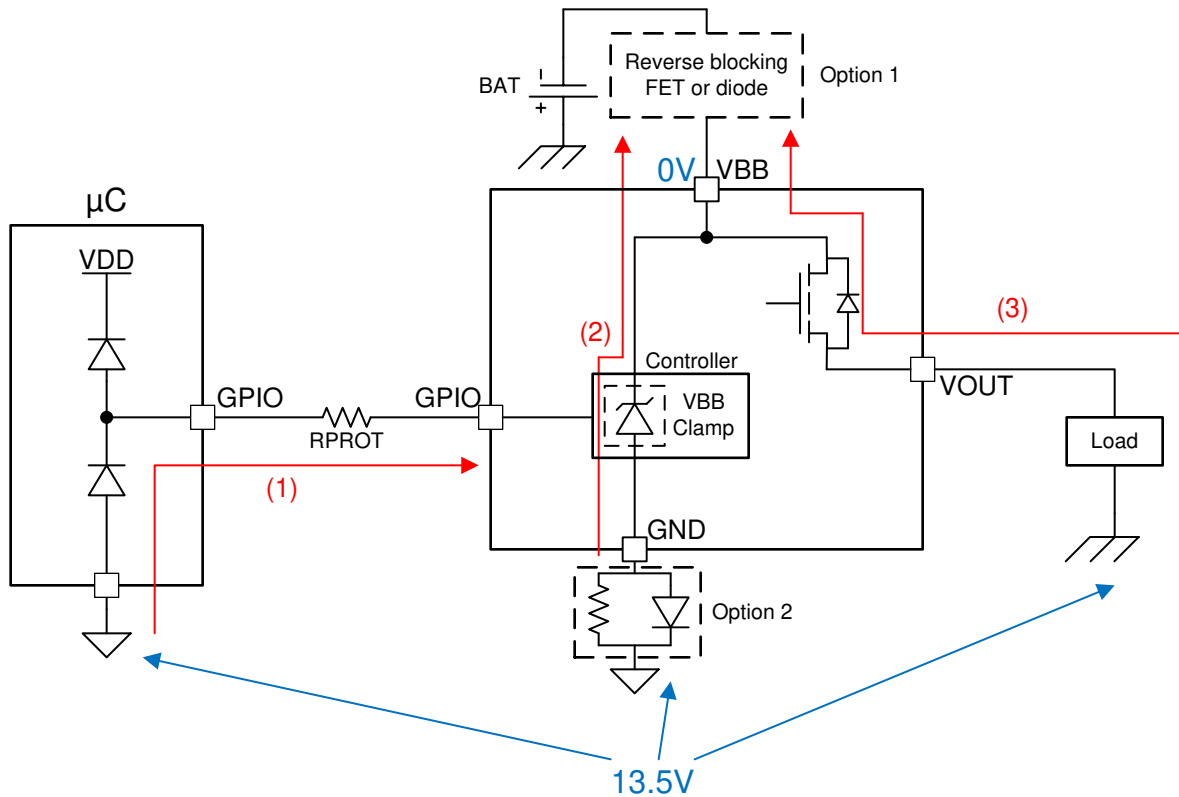 Reverse blocking
FET or diode
Option 1
-
BAT
+
0V
VBB
µC
VDD
(3)
(2)
Controller
VOUT
GPIO
GPIO
VBB
Clamp
RPROT
Load
(1)
GND
Option 2
13.5V